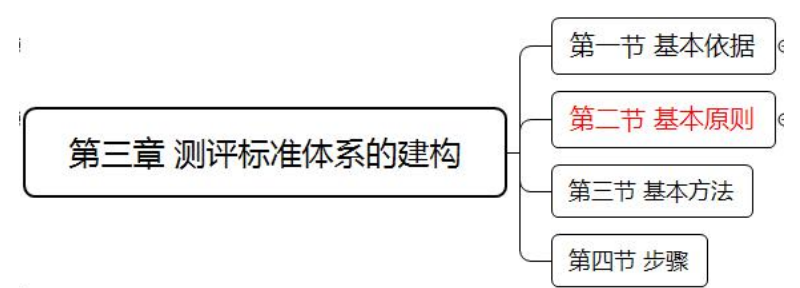 第一节 基本依据
第二节 基本原则
第三章 测评标准体系的建构
第三节 基本方法
第四节 步骤